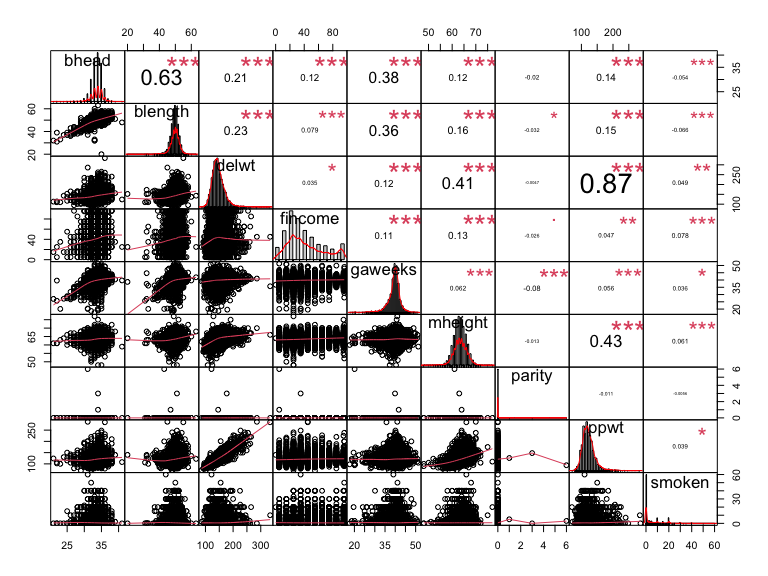 20 40 60 0 40 80 50 60 70 100 200
bhead 0.63 *** 0.21 *** 0.12 *** 0.38 *** 0.12 *** -0.02 0.14 *** -0.054 *** 25 35
20 40 60 blength 0.23 *** 0.079 *** 0.36 *** 0.16 *** -0.032 * 0.15 *** -0.066 ***
delwt 0.035 * 0.12 *** 0.41 *** -0.0047 0.87 *** 0.049 ** 100 250
0 40 fincome 0.11 *** 0.13 *** -0.026 . 0.047 ** 0.078 ***
gaweeks 0.062 *** -0.08 *** 0.056 *** 0.036 * 20 35 50
50 65 mheight -0.013 0.43 *** 0.061 ***
parity -0.011 0 2 4 6
100 250 ppwt 0.039 *
smoken 0 30 60
25 35 100 200 300 20 35 50 0 2 4 6 0 20 40 60